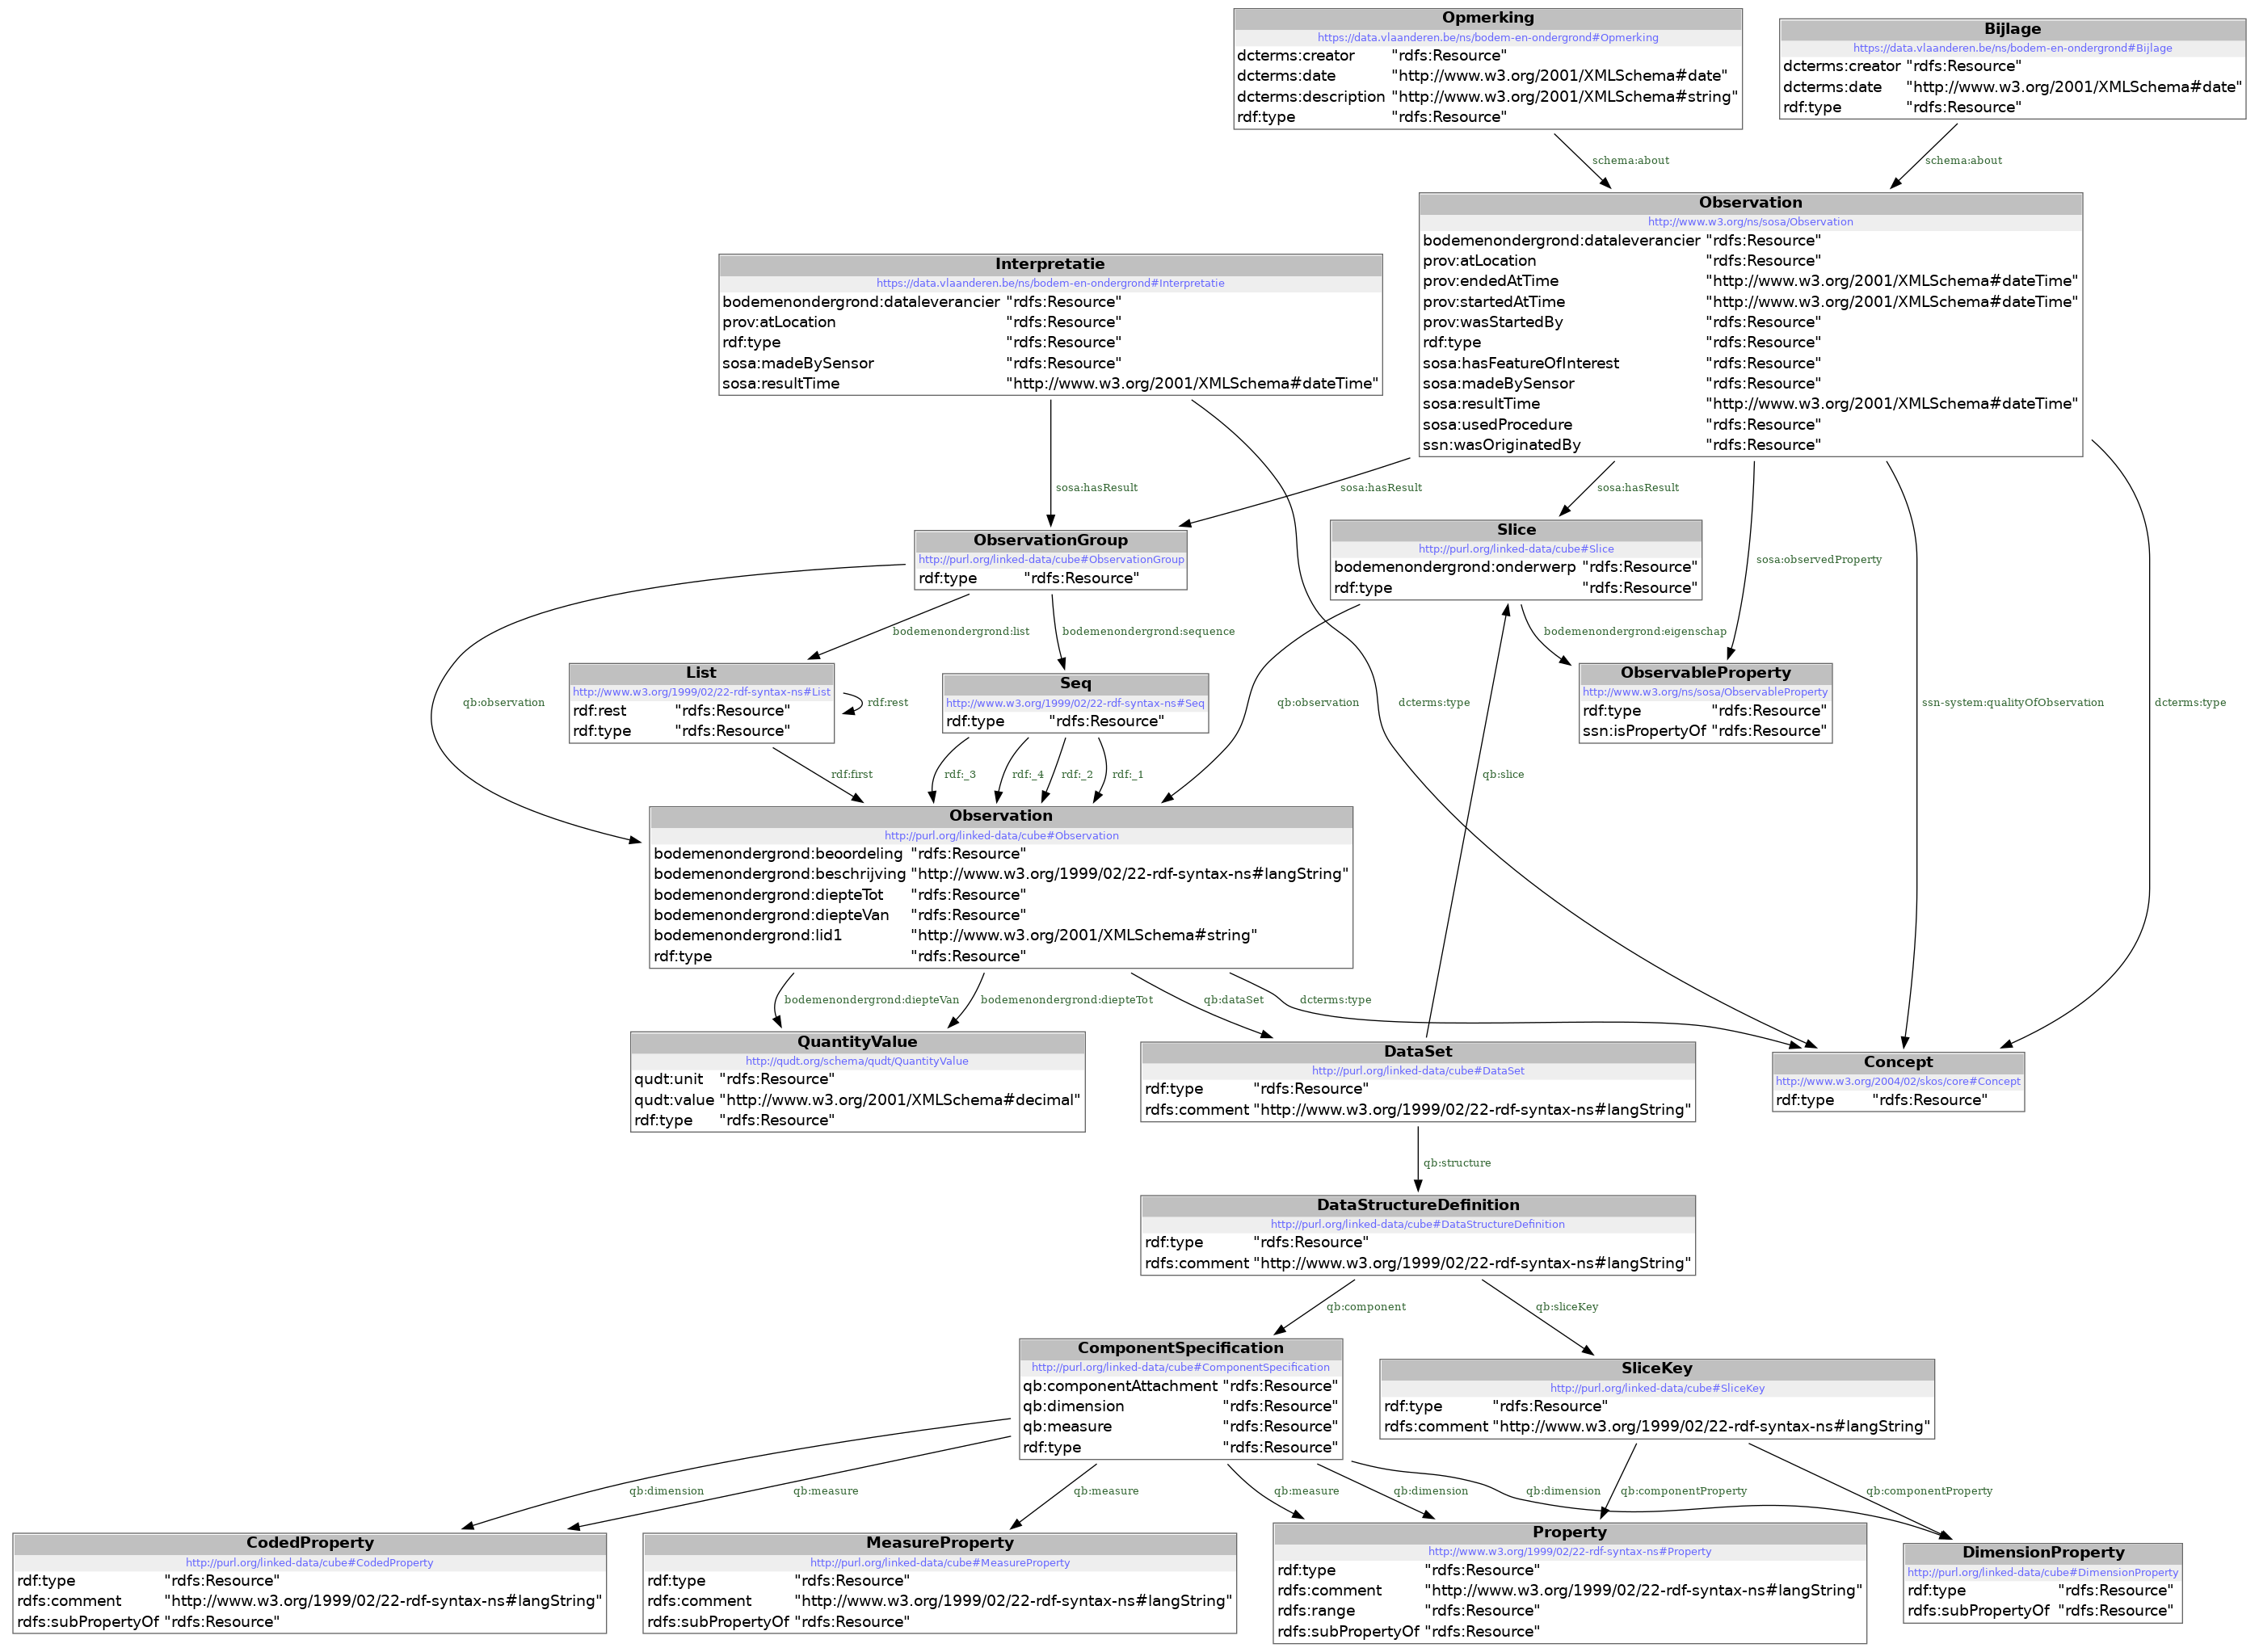 Opmerking
https://data.vlaanderen.be/ns/bodem-en-ondergrond#Opmerking
dcterms:creator "rdfs:Resource"
dcterms:date "http://www.w3.org/2001/XMLSchema#date"
dcterms:description "http://www.w3.org/2001/XMLSchema#string"
rdf:type "rdfs:Resource"
Bijlage
https://data.vlaanderen.be/ns/bodem-en-ondergrond#Bijlage
dcterms:creator "rdfs:Resource"
dcterms:date "http://www.w3.org/2001/XMLSchema#date"
rdf:type "rdfs:Resource"
schema:about
schema:about
Observation
http://www.w3.org/ns/sosa/Observation
bodemenondergrond:dataleverancier "rdfs:Resource"
prov:atLocation "rdfs:Resource"
prov:endedAtTime "http://www.w3.org/2001/XMLSchema#dateTime"
prov:startedAtTime "http://www.w3.org/2001/XMLSchema#dateTime"
prov:wasStartedBy "rdfs:Resource"
rdf:type "rdfs:Resource"
sosa:hasFeatureOfInterest "rdfs:Resource"
sosa:madeBySensor "rdfs:Resource"
sosa:resultTime "http://www.w3.org/2001/XMLSchema#dateTime"
sosa:usedProcedure "rdfs:Resource"
ssn:wasOriginatedBy "rdfs:Resource"
Interpretatie
https://data.vlaanderen.be/ns/bodem-en-ondergrond#Interpretatie
bodemenondergrond:dataleverancier "rdfs:Resource"
prov:atLocation "rdfs:Resource"
rdf:type "rdfs:Resource"
sosa:madeBySensor "rdfs:Resource"
sosa:resultTime "http://www.w3.org/2001/XMLSchema#dateTime"
sosa:hasResult
sosa:hasResult
sosa:hasResult
ObservationGroup
http://purl.org/linked-data/cube#ObservationGroup
rdf:type "rdfs:Resource"
Slice
http://purl.org/linked-data/cube#Slice
bodemenondergrond:onderwerp "rdfs:Resource"
rdf:type "rdfs:Resource"
sosa:observedProperty
bodemenondergrond:list
bodemenondergrond:sequence
bodemenondergrond:eigenschap
List
http://www.w3.org/1999/02/22-rdf-syntax-ns#List
rdf:rest "rdfs:Resource"
rdf:type "rdfs:Resource"
rdf:rest
Seq
http://www.w3.org/1999/02/22-rdf-syntax-ns#Seq
rdf:type "rdfs:Resource"
ObservableProperty
http://www.w3.org/ns/sosa/ObservableProperty
rdf:type "rdfs:Resource"
ssn:isPropertyOf "rdfs:Resource"
qb:observation
qb:observation
dcterms:type
ssn-system:qualityOfObservation
dcterms:type
rdf:first
rdf:_3
rdf:_4
rdf:_2
rdf:_1
qb:slice
Observation
http://purl.org/linked-data/cube#Observation
bodemenondergrond:beoordeling "rdfs:Resource"
bodemenondergrond:beschrijving "http://www.w3.org/1999/02/22-rdf-syntax-ns#langString"
bodemenondergrond:diepteTot "rdfs:Resource"
bodemenondergrond:diepteVan "rdfs:Resource"
bodemenondergrond:lid1 "http://www.w3.org/2001/XMLSchema#string"
rdf:type "rdfs:Resource"
bodemenondergrond:diepteVan
bodemenondergrond:diepteTot
qb:dataSet
dcterms:type
QuantityValue
http://qudt.org/schema/qudt/QuantityValue
qudt:unit "rdfs:Resource"
qudt:value "http://www.w3.org/2001/XMLSchema#decimal"
rdf:type "rdfs:Resource"
DataSet
http://purl.org/linked-data/cube#DataSet
rdf:type "rdfs:Resource"
rdfs:comment "http://www.w3.org/1999/02/22-rdf-syntax-ns#langString"
Concept
http://www.w3.org/2004/02/skos/core#Concept
rdf:type "rdfs:Resource"
qb:structure
DataStructureDefinition
http://purl.org/linked-data/cube#DataStructureDefinition
rdf:type "rdfs:Resource"
rdfs:comment "http://www.w3.org/1999/02/22-rdf-syntax-ns#langString"
qb:component
qb:sliceKey
ComponentSpecification
http://purl.org/linked-data/cube#ComponentSpecification
qb:componentAttachment "rdfs:Resource"
qb:dimension "rdfs:Resource"
qb:measure "rdfs:Resource"
rdf:type "rdfs:Resource"
SliceKey
http://purl.org/linked-data/cube#SliceKey
rdf:type "rdfs:Resource"
rdfs:comment "http://www.w3.org/1999/02/22-rdf-syntax-ns#langString"
qb:dimension
qb:measure
qb:measure
qb:measure
qb:dimension
qb:dimension
qb:componentProperty
qb:componentProperty
CodedProperty
http://purl.org/linked-data/cube#CodedProperty
rdf:type "rdfs:Resource"
rdfs:comment "http://www.w3.org/1999/02/22-rdf-syntax-ns#langString"
rdfs:subPropertyOf "rdfs:Resource"
MeasureProperty
http://purl.org/linked-data/cube#MeasureProperty
rdf:type "rdfs:Resource"
rdfs:comment "http://www.w3.org/1999/02/22-rdf-syntax-ns#langString"
rdfs:subPropertyOf "rdfs:Resource"
Property
http://www.w3.org/1999/02/22-rdf-syntax-ns#Property
rdf:type "rdfs:Resource"
rdfs:comment "http://www.w3.org/1999/02/22-rdf-syntax-ns#langString"
rdfs:range "rdfs:Resource"
rdfs:subPropertyOf "rdfs:Resource"
DimensionProperty
http://purl.org/linked-data/cube#DimensionProperty
rdf:type "rdfs:Resource"
rdfs:subPropertyOf "rdfs:Resource"